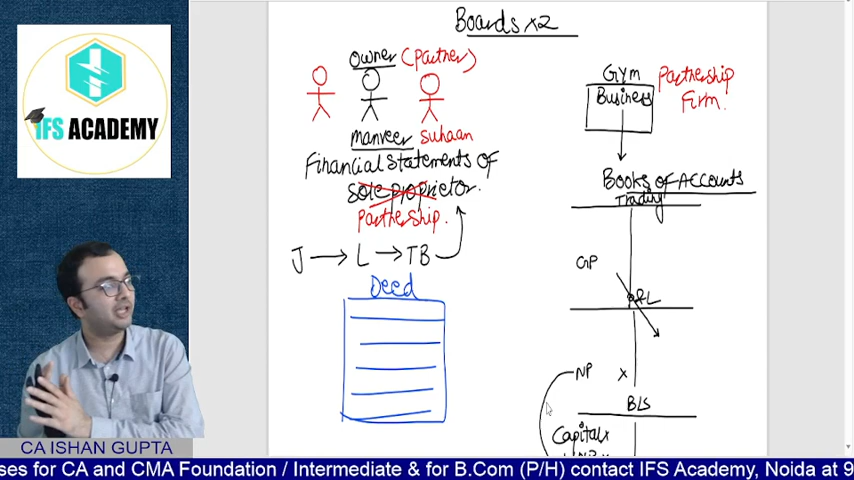 Boards x2
IFS ACADEMY
Owner (Partner)
Manveer Suhaan
Financial Statements of
Sole proprietor.
Partnership.
J → L → TB
Deed
Gym
Business
Partnership
Firm.
Books of Accounts
Trading
GP
P&L
NP x
BLS
Capital x
CA ISHAN GUPTA
ses for CA and CMA Foundation / Intermediate & for B.Com (P/H) contact IFS Academy, Noida at 9